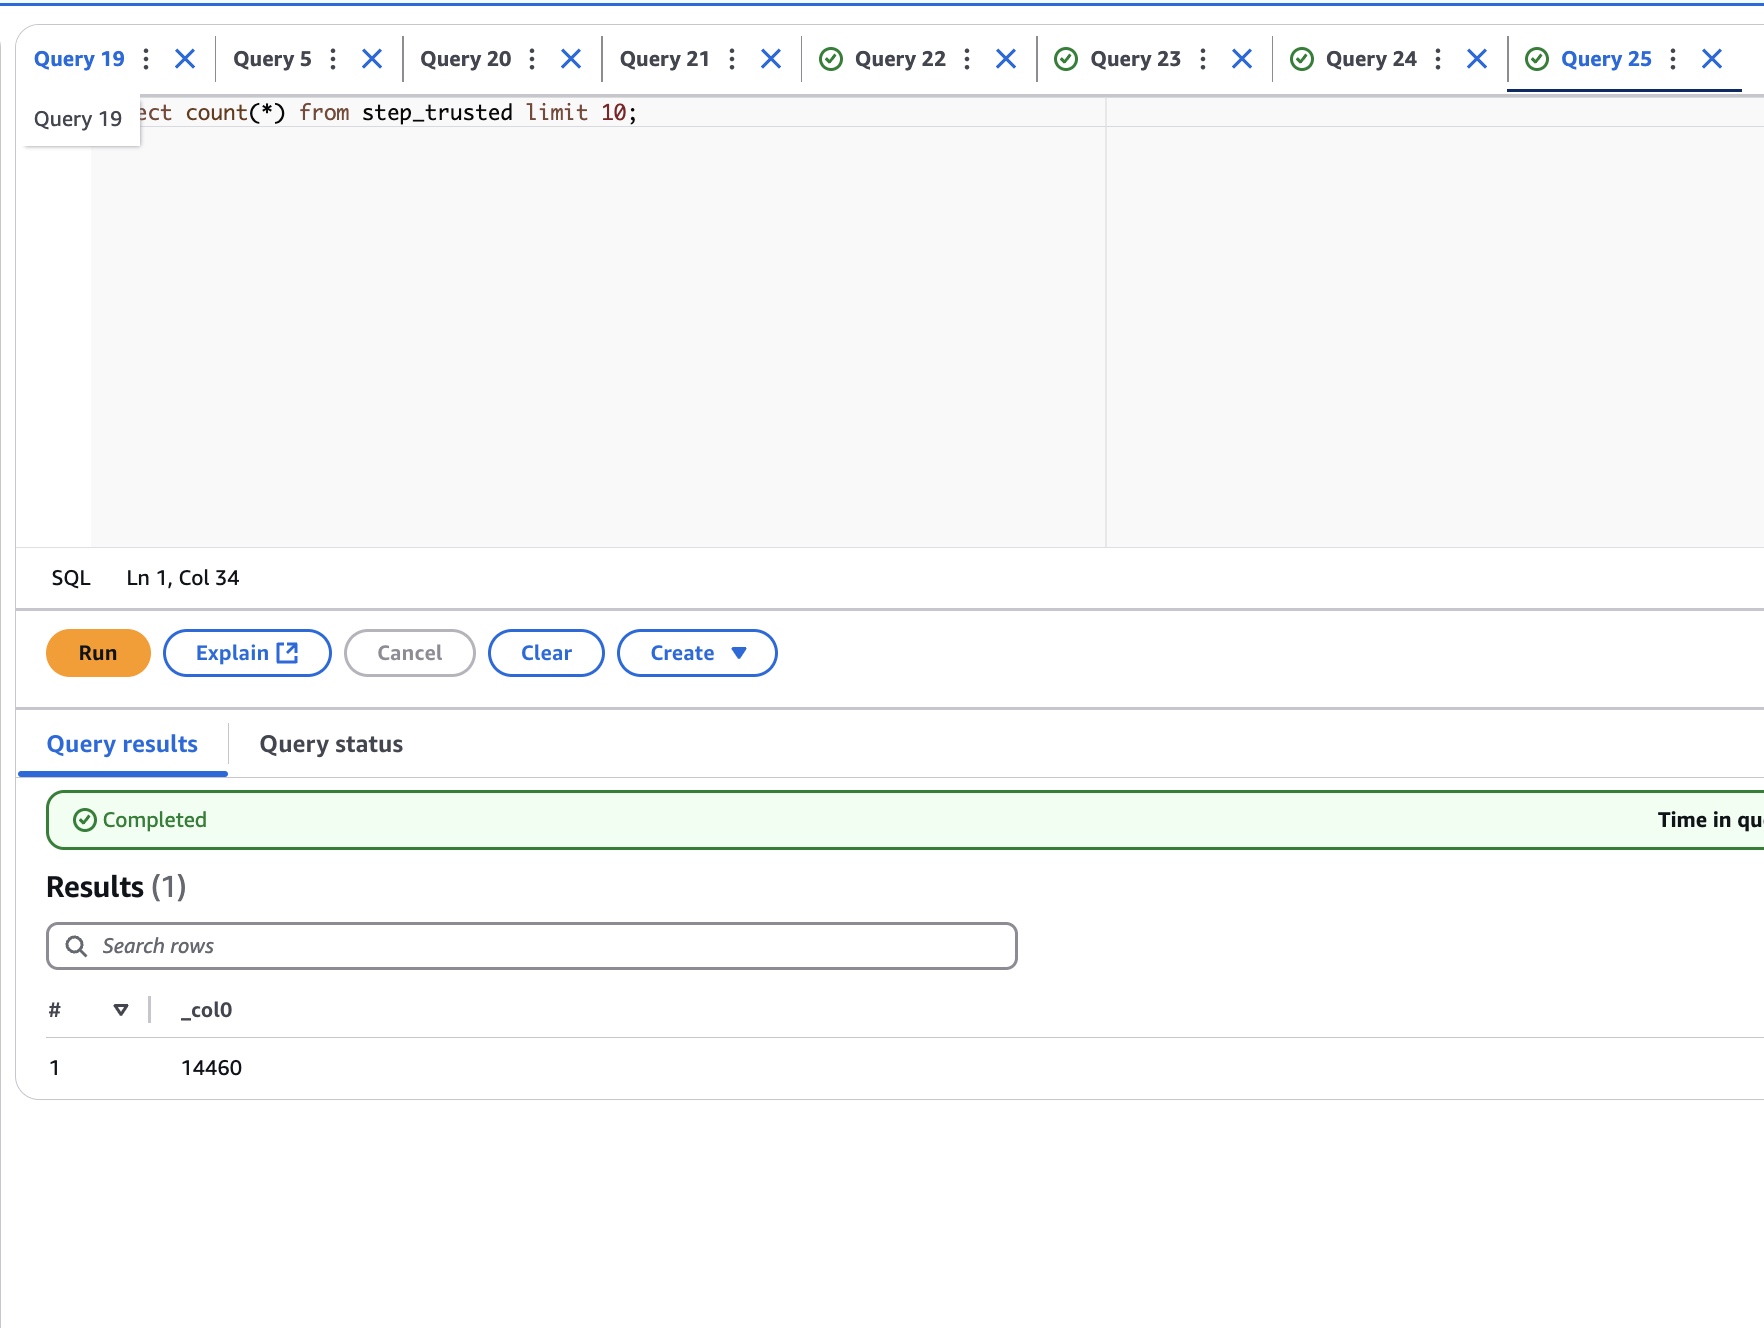 Query 19 Query 5 Query 20 Query 21 Query 22 Query 23 Query 24 Query 25
Query 19
ect count(*) from step_trusted limit 10;
SQL Ln 1, Col 34
Run Explain Cancel Clear Create
Query results Query status
Completed Time in qu
Results (1)
Search rows
# _col0
1 14460